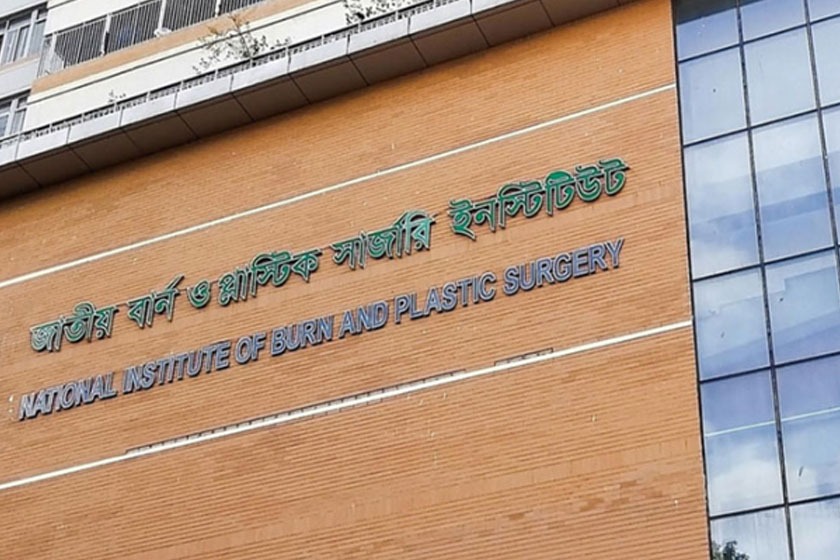 জাতীয় বার্ন ও প্লাস্টিক সার্জারি ইনস্টিটিউট
NATIONAL INSTITUTE OF BURN AND PLASTIC SURGERY